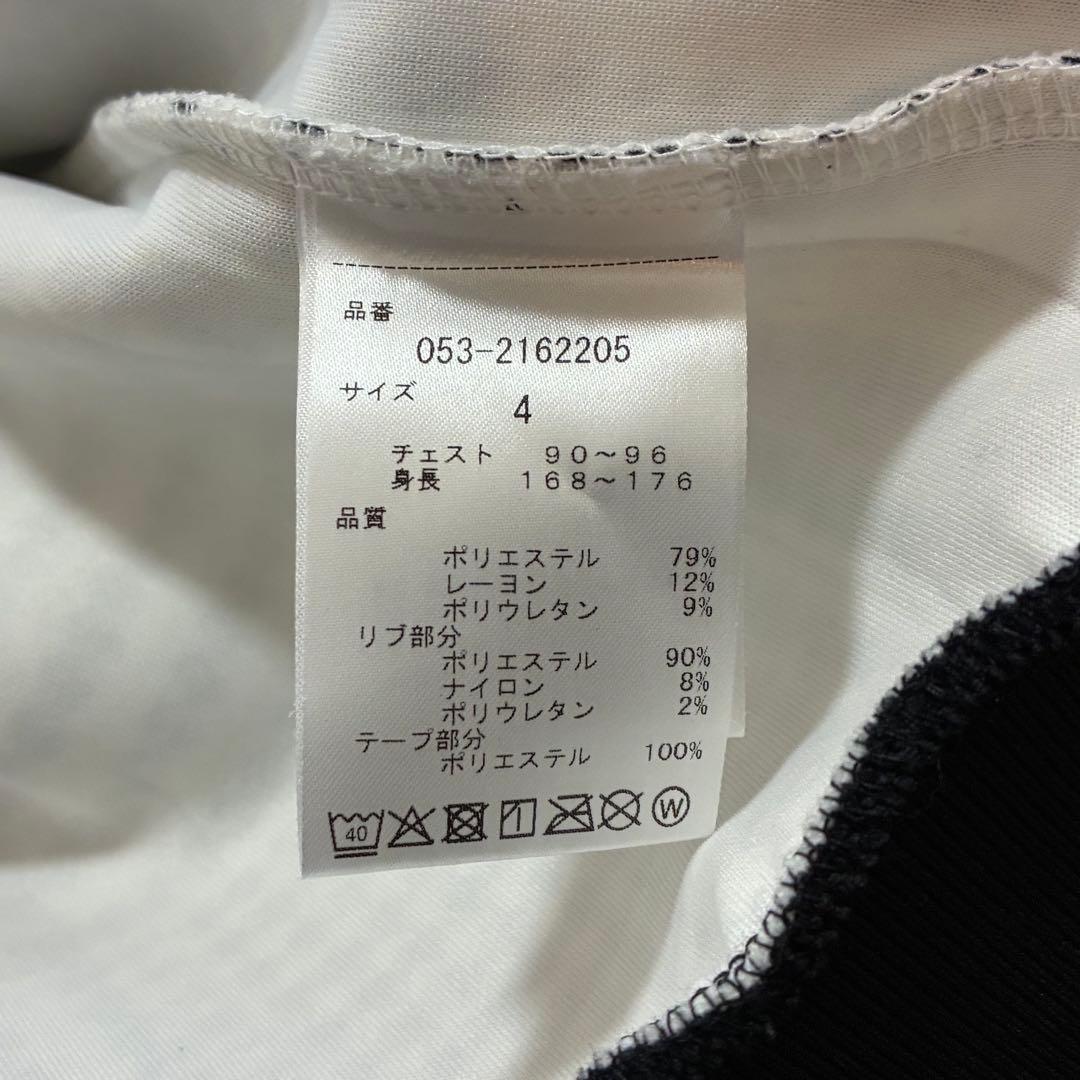 品番
053-2162205
サイズ
4
チェスト 90～96
身長 168～176
品質
ポリエステル 79%
レーヨン 12%
ポリウレタン 9%
リブ部分
ポリエステル 90%
ナイロン 8%
ポリウレタン 2%
テープ部分
ポリエステル 100%
40 W